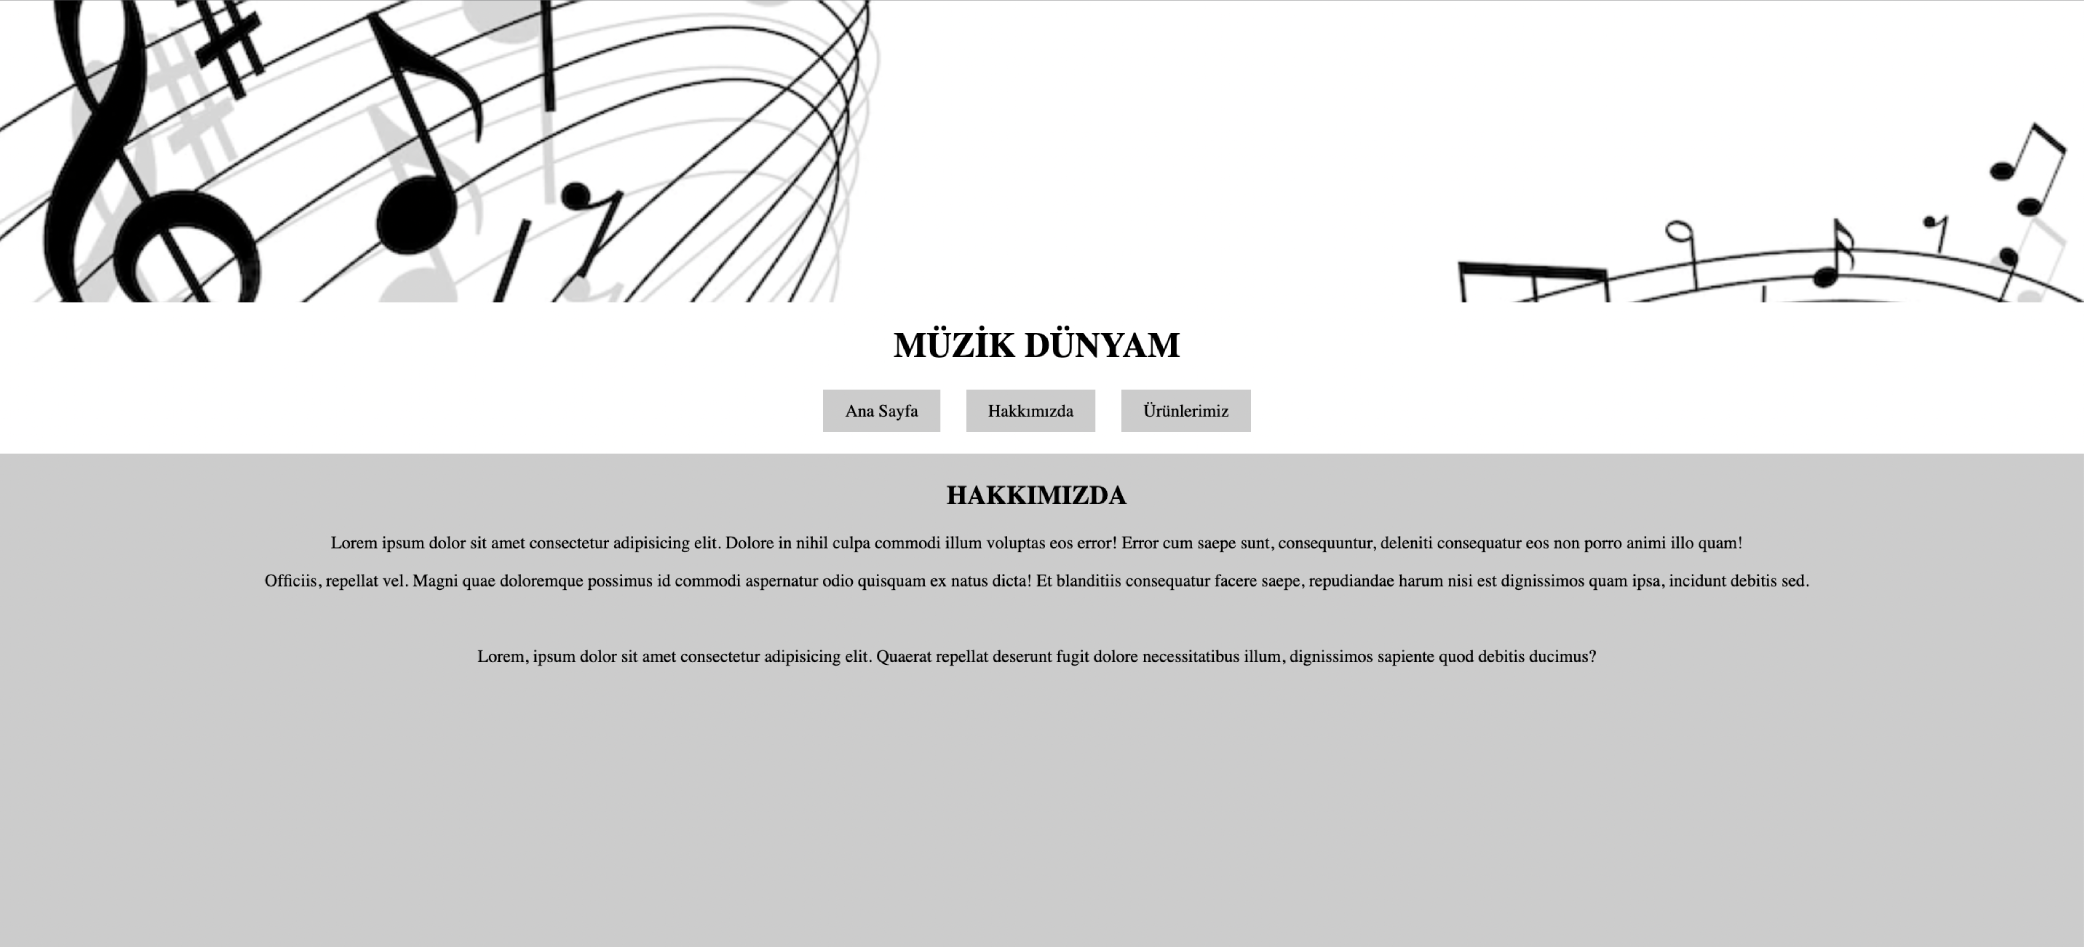 MÜZİK DÜNYAM
Ana Sayfa
Hakkımızda
Ürünlerimiz
HAKKIMIZDA
Lorem ipsum dolor sit amet consectetur adipisicing elit. Dolore in nihil culpa commodi illum voluptas eos error! Error cum saepe sunt, consequuntur, deleniti consequatur eos non porro animi illo quam!
Officiis, repellat vel. Magni quae doloremque possimus id commodi aspernatur odio quisquam ex natus dicta! Et blanditiis consequatur facere saepe, repudiandae harum nisi est dignissimos quam ipsa, incidunt debitis sed.
Lorem, ipsum dolor sit amet consectetur adipisicing elit. Quaerat repellat deserunt fugit dolore necessitatibus illum, dignissimos sapiente quod debitis ducimus?